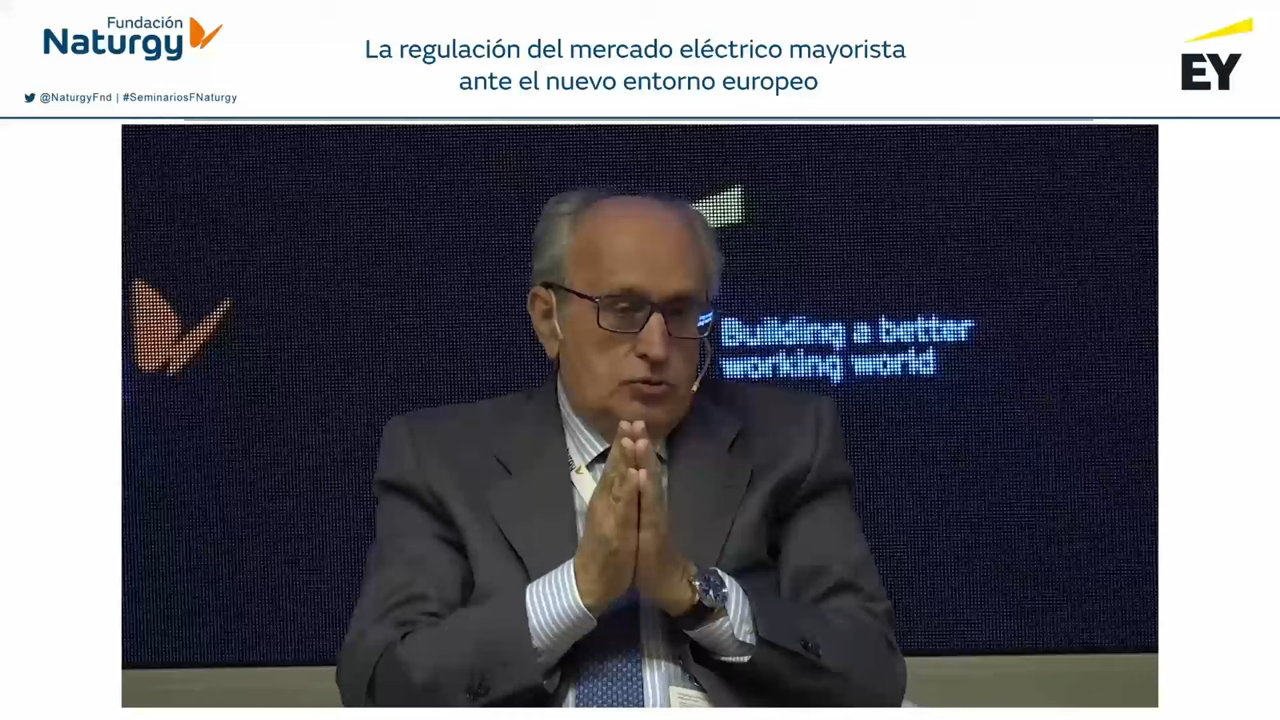 Fundación
Naturgy
@NaturgyFnd | #SeminariosFNaturgy
La regulación del mercado eléctrico mayorista
ante el nuevo entorno europeo
EY
Building a better
working world